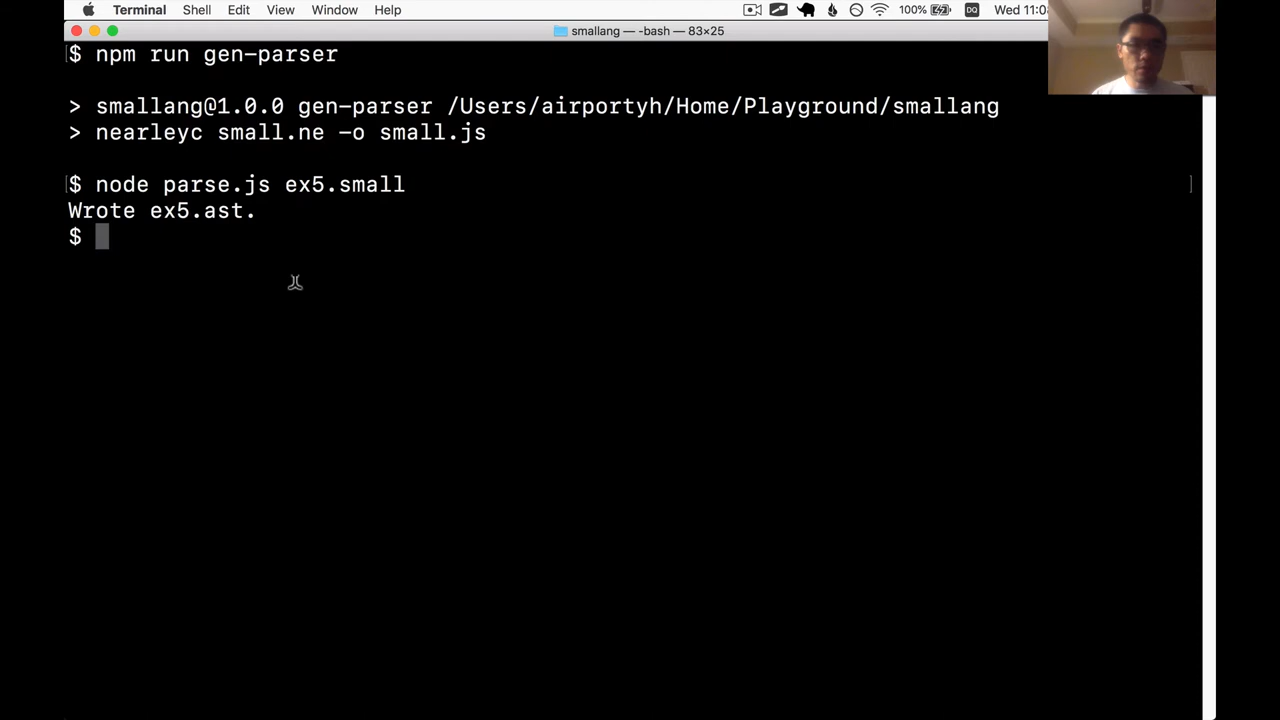 Terminal Shell Edit View Window Help 100% DQ Wed 11:0
smallang — -bash — 83×25
$ npm run gen-parser
> smallang@1.0.0 gen-parser /Users/airportyh/Home/Playground/smallang
> nearleyc small.ne -o small.js
$ node parse.js ex5.small
Wrote ex5.ast.
$